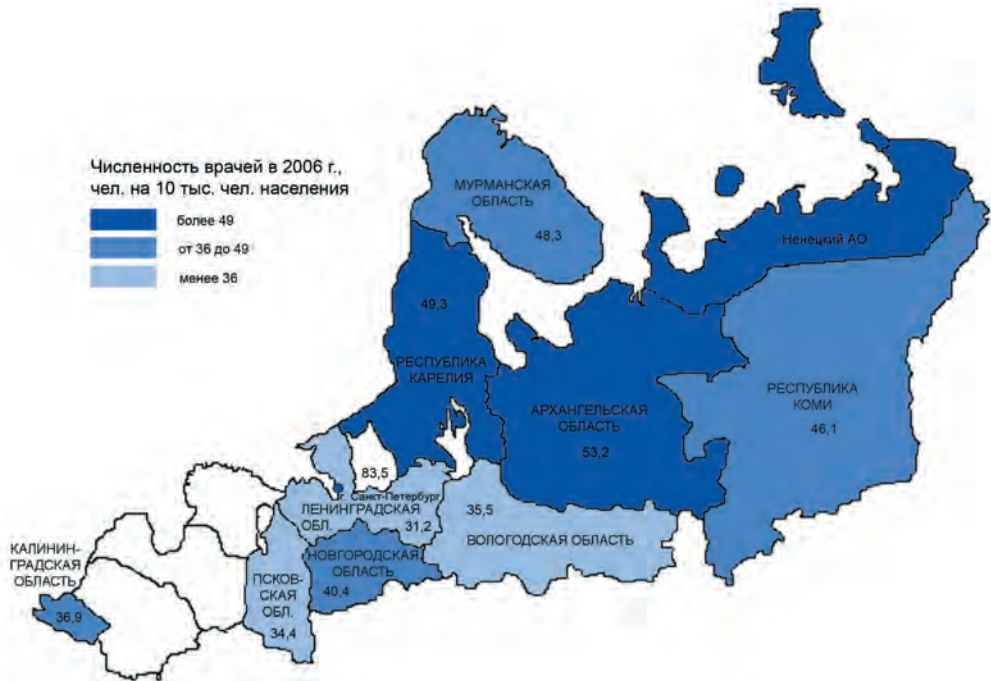 Численность врачей в 2006 г.,
чел. на 10 тыс. чел. населения
более 49
от 36 до 49
менее 36
МУРМАНСКАЯ
ОБЛАСТЬ
48,3
Ненецкий АО
49,3
РЕСПУБЛИКА
КАРЕЛИЯ
АРХАНГЕЛЬСКАЯ
ОБЛАСТЬ
53,2
РЕСПУБЛИКА
КОМИ
46,1
83,5
г. Санкт-Петербург
ЛЕНИНГРАДСКАЯ
ОБЛ.
31,2
35,5
ВОЛОГОДСКАЯ ОБЛАСТЬ
НОВГОРОДСКАЯ
ОБЛАСТЬ
40,4
ПСКОВ-
СКАЯ
ОБЛ.
34,4
КАЛИНИН-
ГРАДСКАЯ
ОБЛАСТЬ
36,9